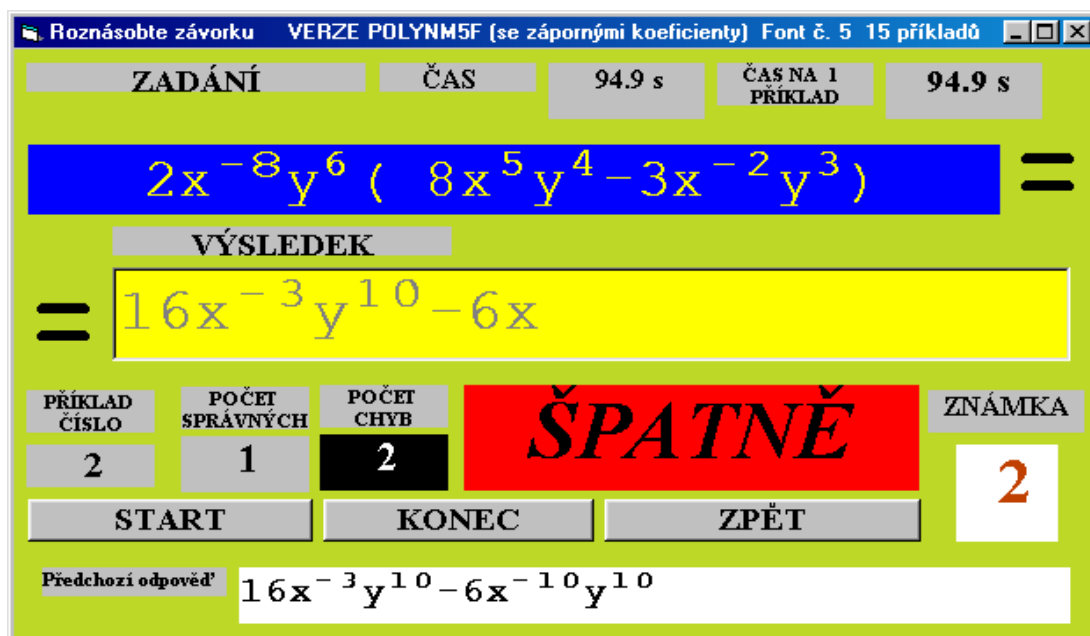 Roznásobte závorku VERZE POLYNM5F (se zápornými koeficienty) Font č. 5 15 příkladů
ZADÁNÍ ČAS 94.9 s ČAS NA 1 PŘÍKLAD 94.9 s
2x⁻⁸y⁶( 8x⁵y⁴-3x⁻²y³) =
VÝSLEDEK
= 16x⁻³y¹⁰-6x
PŘÍKLAD ČÍSLO POČET SPRÁVNÝCH POČET CHYB ŠPATNĚ ZNÁMKA
2 1 2 2
START KONEC ZPĚT
Předchozí odpověď 16x⁻³y¹⁰-6x⁻¹⁰y¹⁰